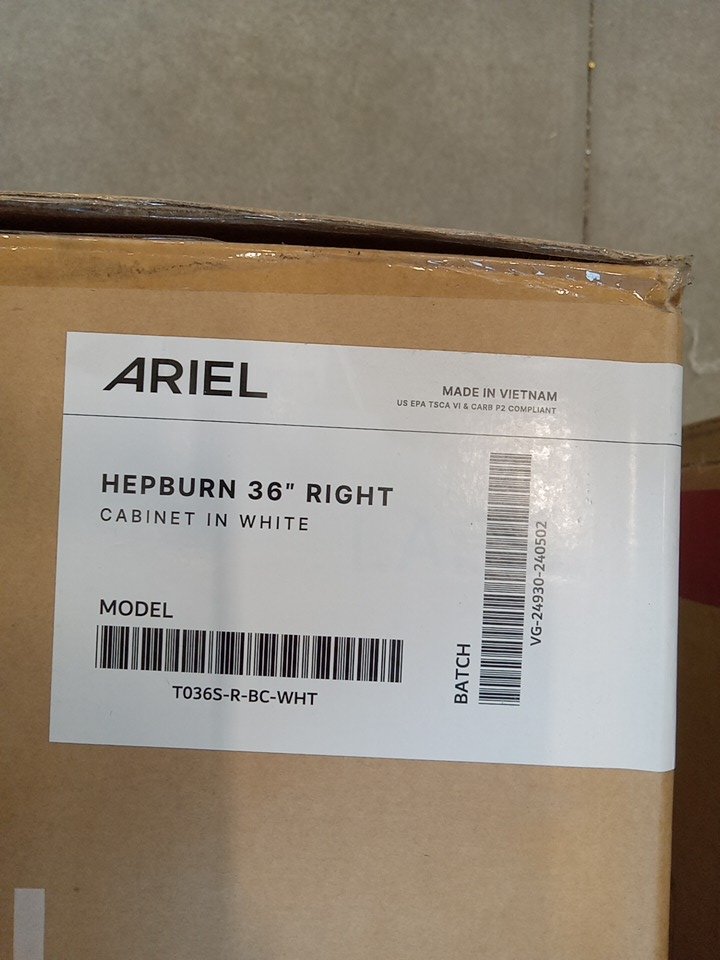 ARIEL
MADE IN VIETNAM
US EPA TSCA VI & CARB P2 COMPLIANT
HEPBURN 36" RIGHT
CABINET IN WHITE
MODEL
T036S-R-BC-WHT
BATCH
VG-24930-240502